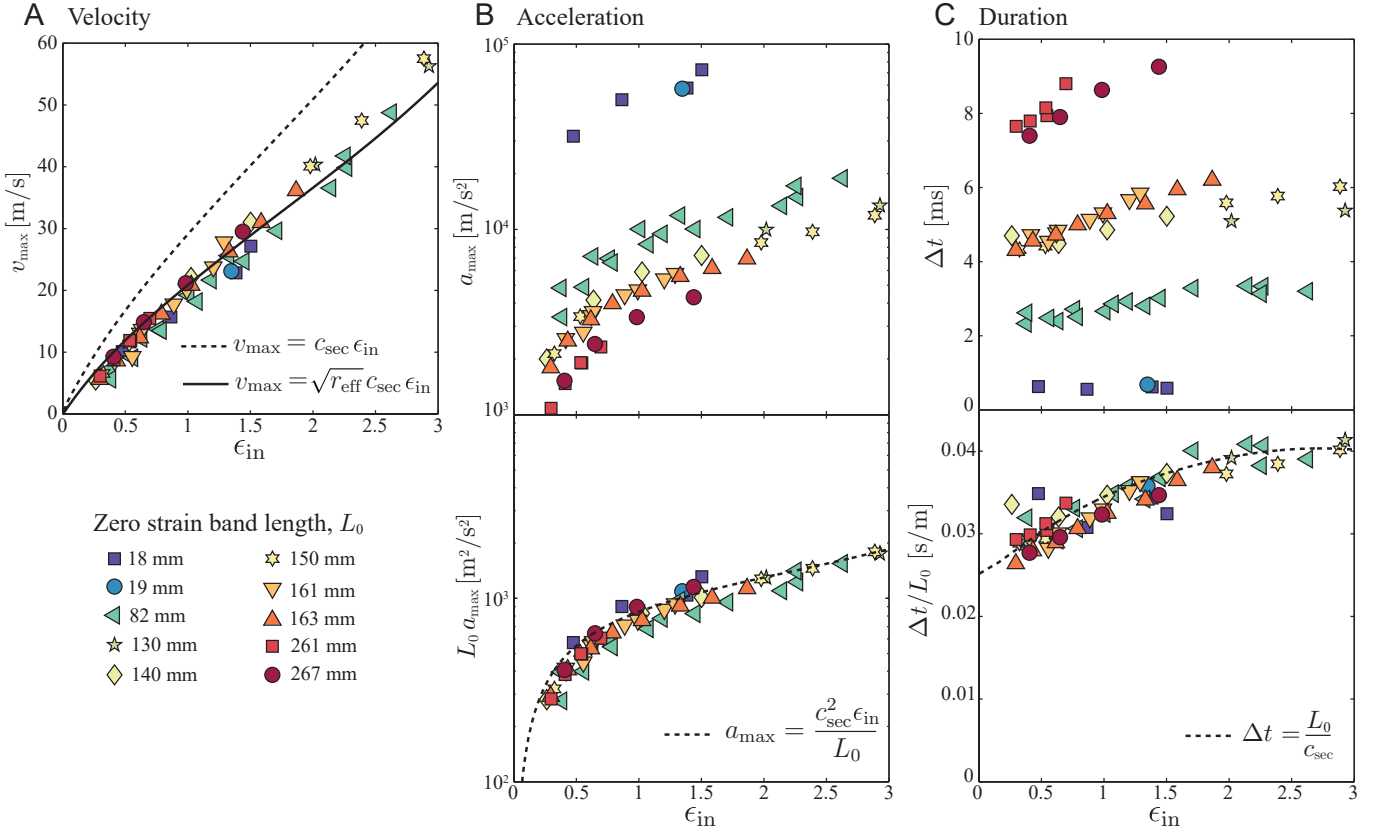 A Velocity
60
50
40
30
20
10
0
v_max [m/s]
0 0.5 1 1.5 2 2.5 3
ϵ_in
v_max = c_sec ϵ_in
v_max = √r_eff c_sec ϵ_in
Zero strain band length, L_0
18 mm
19 mm
82 mm
130 mm
140 mm
150 mm
161 mm
163 mm
261 mm
267 mm
B Acceleration
10^5
10^4
10^3
a_max [m/s^2]
10^3
10^2
L_0 a_max [m^2/s^2]
a_max = c_sec^2 ϵ_in / L_0
0 0.5 1 1.5 2 2.5 3
ϵ_in
C Duration
10
8
6
4
2
0
Δt [ms]
0.04
0.03
0.02
0.01
0
Δt/L_0 [s/m]
Δt = L_0 / c_sec
0 0.5 1 1.5 2 2.5 3
ϵ_in